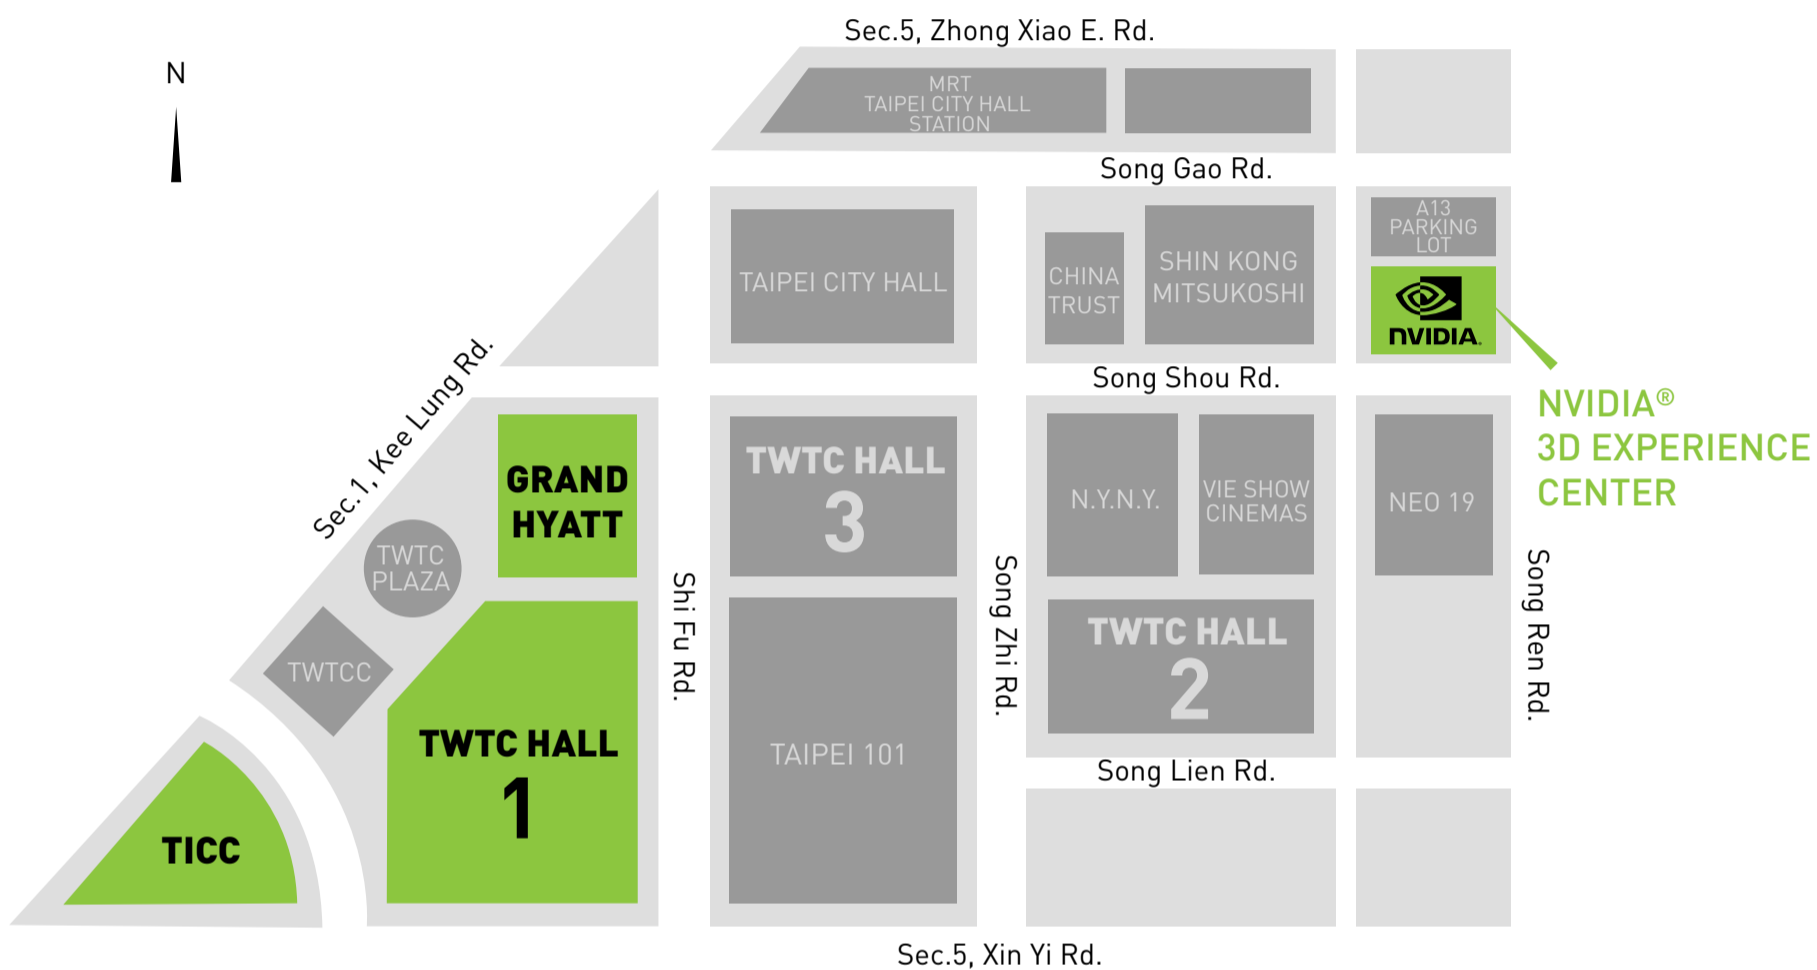 Sec.5, Zhong Xiao E. Rd.
N
MRT
TAIPEI CITY HALL
STATION
Song Gao Rd.
A13
PARKING
LOT
TAIPEI CITY HALL
CHINA
TRUST
SHIN KONG
MITSUKOSHI
NVIDIA®
Sec.1, Kee Lung Rd.
Song Shou Rd.
NVIDIA®
3D EXPERIENCE
CENTER
GRAND
HYATT
TWTC HALL
3
N.Y.N.Y.
VIE SHOW
CINEMAS
NEO 19
TWTC
PLAZA
Shi Fu Rd.
Song Zhi Rd.
Song Ren Rd.
TWTCC
TWTC HALL
2
TWTC HALL
1
TAIPEI 101
Song Lien Rd.
TICC
Sec.5, Xin Yi Rd.